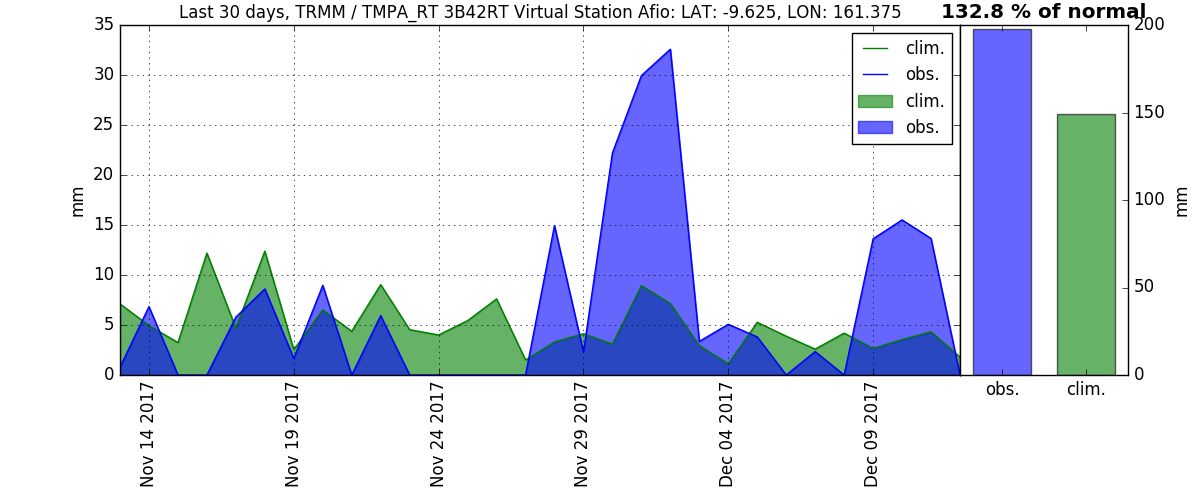 Last 30 days, TRMM / TMPA_RT 3B42RT Virtual Station Afio: LAT: -9.625, LON: 161.375
132.8 % of normal
35
30
25
20
15
10
5
0
mm
clim.
obs.
clim.
obs.
200
150
100
50
0
mm
obs.
clim.
Nov 14 2017
Nov 19 2017
Nov 24 2017
Nov 29 2017
Dec 04 2017
Dec 09 2017